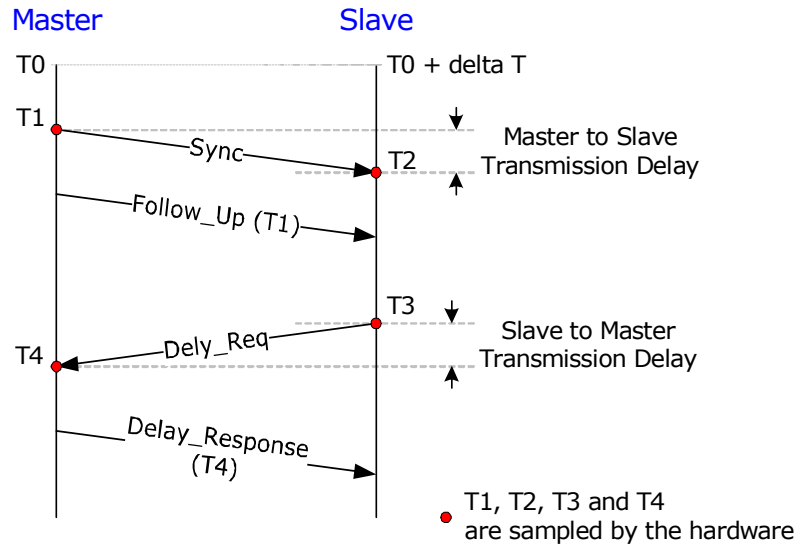 Master
Slave
T0
T0 + delta T
T1
Sync
T2
Master to Slave
Transmission Delay
Follow_Up (T1)
T3
Dely_Req
T4
Slave to Master
Transmission Delay
Delay_Response
(T4)
T1, T2, T3 and T4
are sampled by the hardware